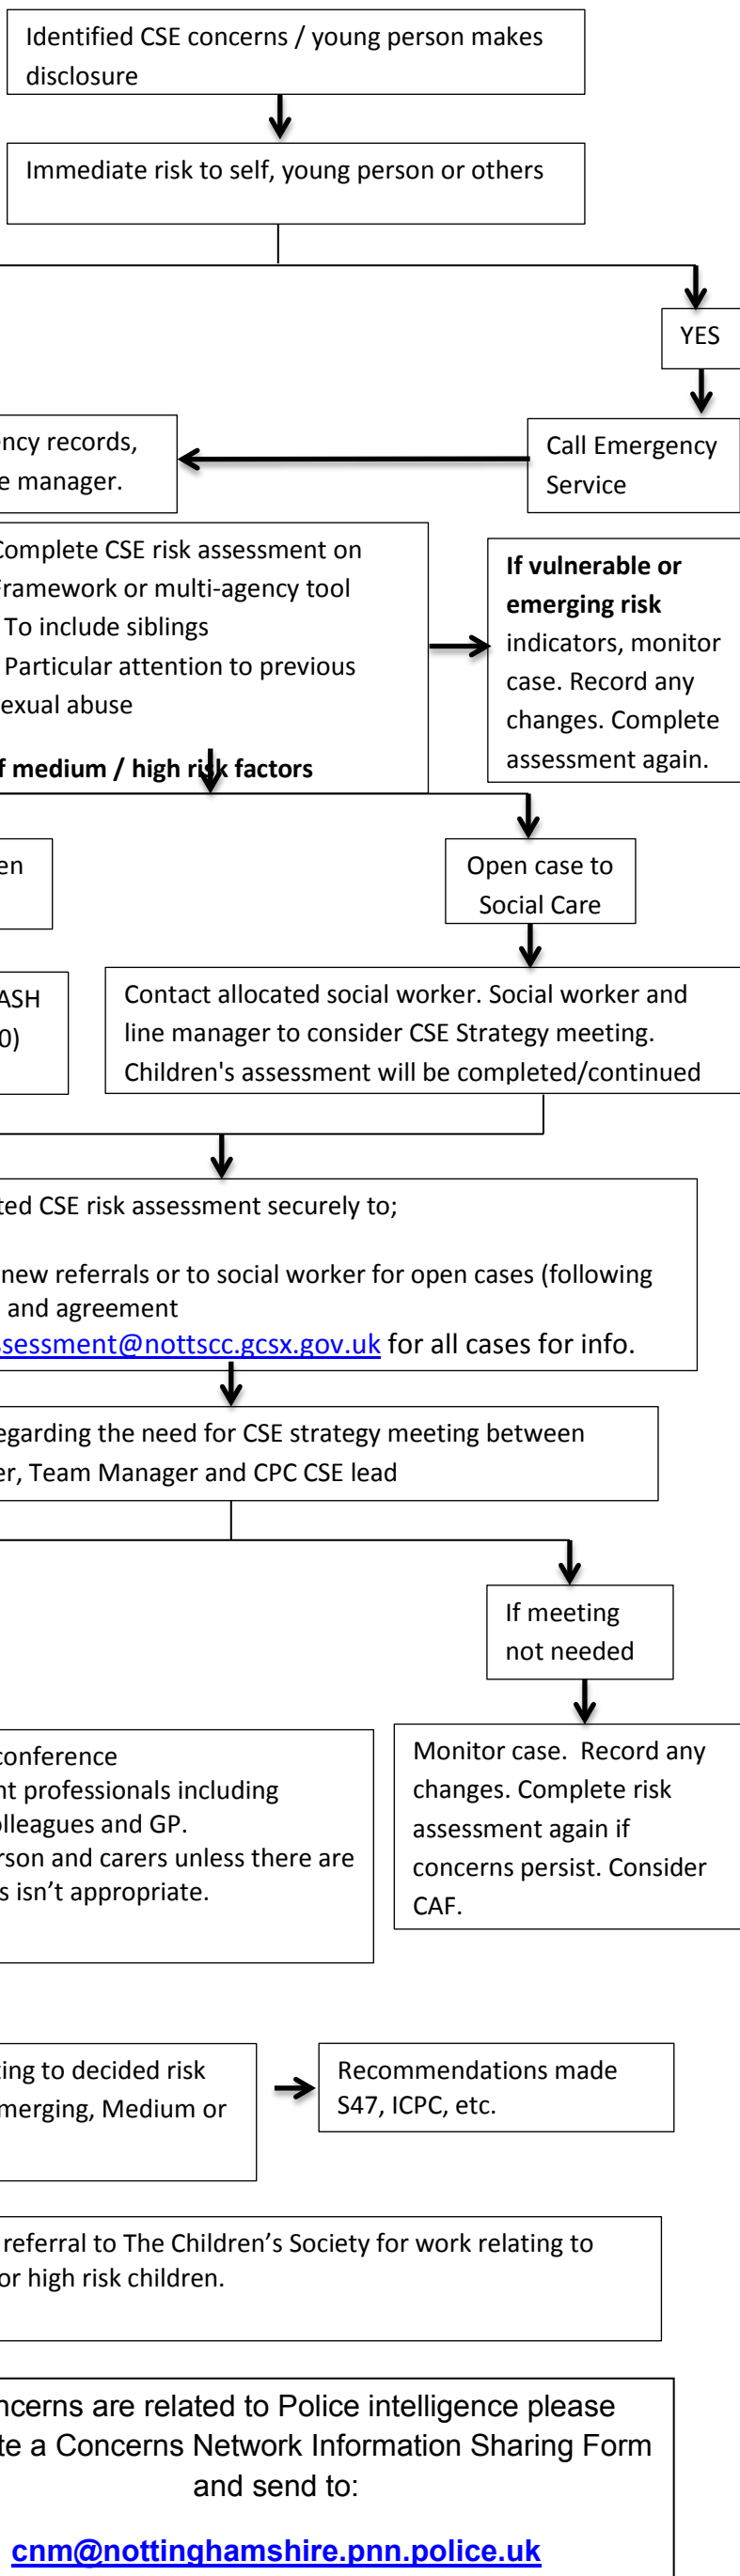 Identified CSE concerns / young person makes
disclosure
Immediate risk to self, young person or others
YES
ency records,
e manager.
Call Emergency
Service
Complete CSE risk assessment on
Framework or multi-agency tool
To include siblings
Particular attention to previous
exual abuse
f medium / high risk factors
If vulnerable or
emerging risk
indicators, monitor
case. Record any
changes. Complete
assessment again.
en
Open case to
Social Care
ASH
0)
Contact allocated social worker. Social worker and
line manager to consider CSE Strategy meeting.
Children's assessment will be completed/continued
ted CSE risk assessment securely to;
new referrals or to social worker for open cases (following
and agreement
ssessment@nottscc.gcsx.gov.uk for all cases for info.
egarding the need for CSE strategy meeting between
er, Team Manager and CPC CSE lead
If meeting
not needed
conference
nt professionals including
olleagues and GP.
rson and carers unless there are
s isn’t appropriate.
Monitor case. Record any
changes. Complete risk
assessment again if
concerns persist. Consider
CAF.
ting to decided risk
merging, Medium or
Recommendations made
S47, ICPC, etc.
referral to The Children’s Society for work relating to
or high risk children.
ncerns are related to Police intelligence please
te a Concerns Network Information Sharing Form
and send to:
cnm@nottinghamshire.pnn.police.uk